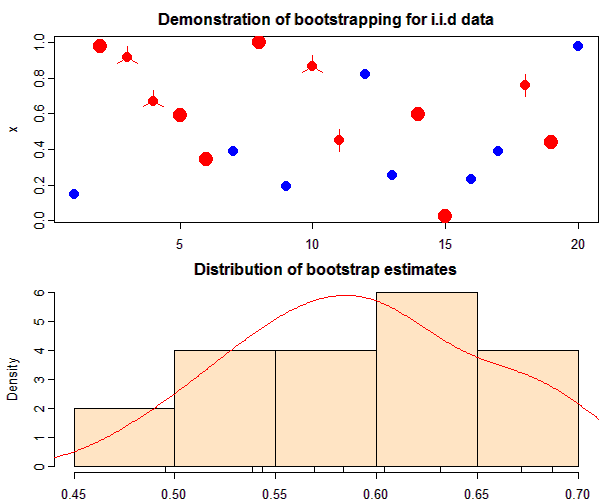 Demonstration of bootstrapping for i.i.d data
1.0
0.8
0.6
0.4
0.2
0.0
x
5 10 15 20
Distribution of bootstrap estimates
6
5
4
3
2
1
0
Density
0.45 0.50 0.55 0.60 0.65 0.70